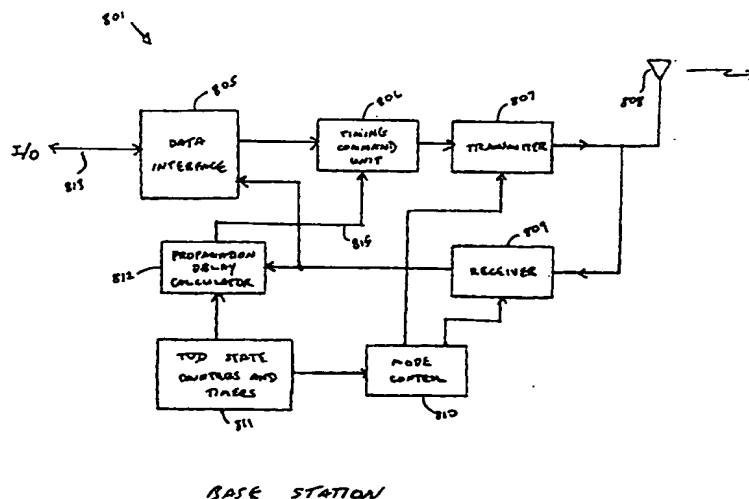 801
805
DATA
INTERFACE
I/O
813
806
TIMING
COMMAND
UNIT
807
TRANSMITTER
808
815
812
PROPAGATION
DELAY
CALCULATOR
809
RECEIVER
TDD STATE
COUNTERS AND
TIMERS
811
MODE
CONTROL
810
BASE STATION